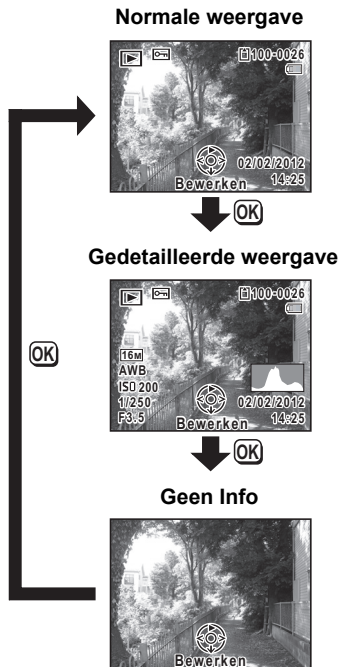 Normale weergave
100-0026
02/02/2012
14:25
Bewerken
OK
Gedetailleerde weergave
100-0026
16M
AWB
ISO 200
1/250
F3.5
02/02/2012
14:25
Bewerken
OK
OK
Geen Info
Bewerken